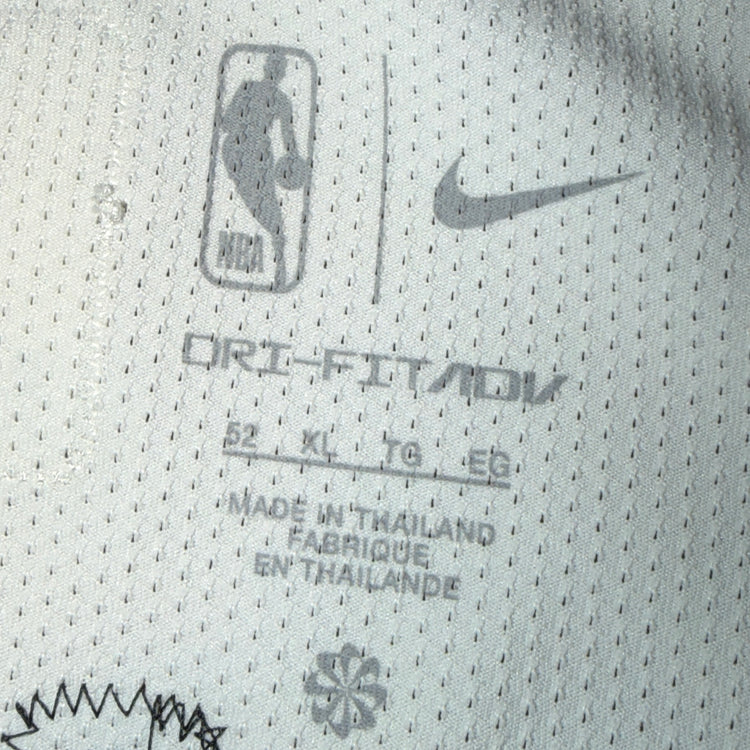 NBA
DRI-FIT ADV
52 XL TG EG
MADE IN THAILAND
FABRIQUE
EN THAILANDE